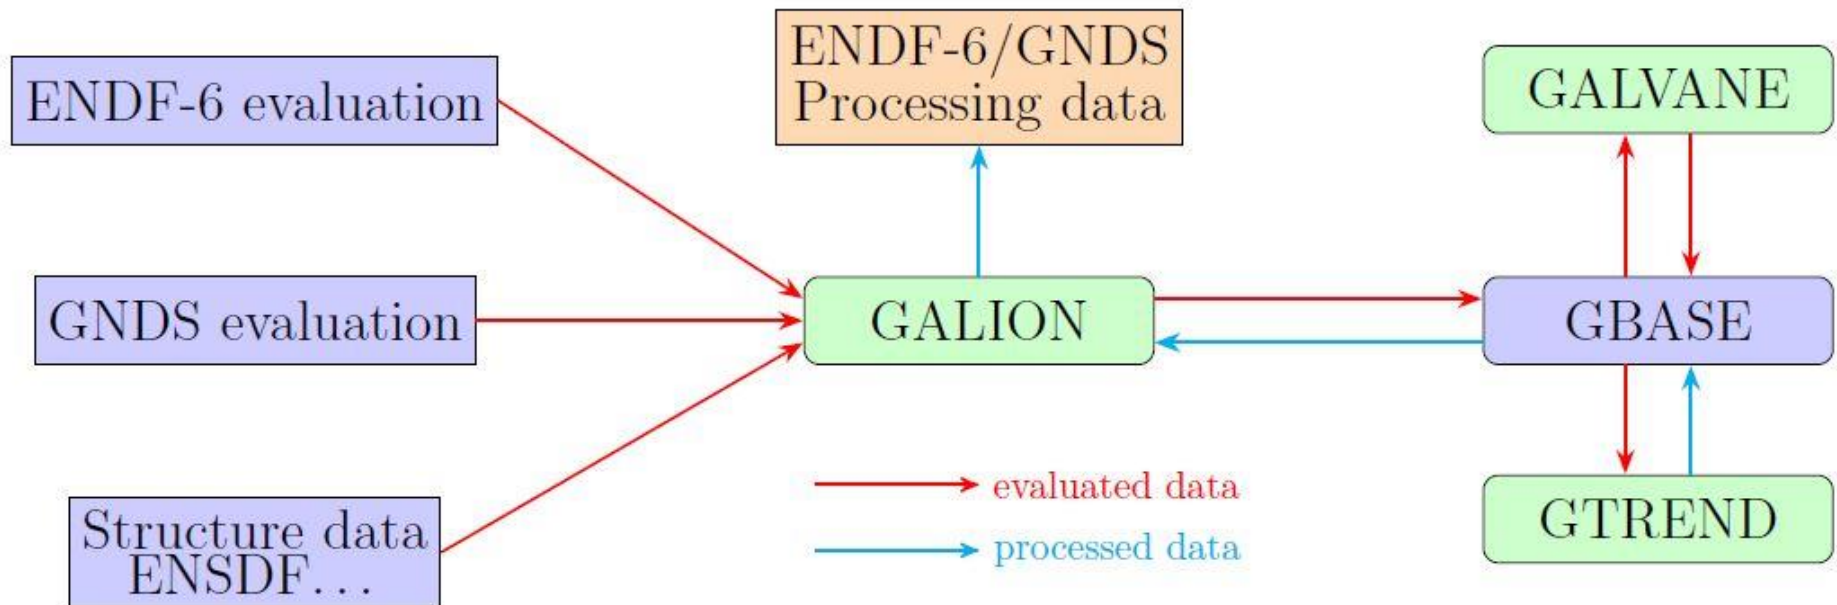 ENDF-6 evaluation
ENDF-6/GNDS
Processing data
GALVANE
GNDS evaluation
GALION
GBASE
Structure data
ENSDF...
evaluated data
processed data
GTREND